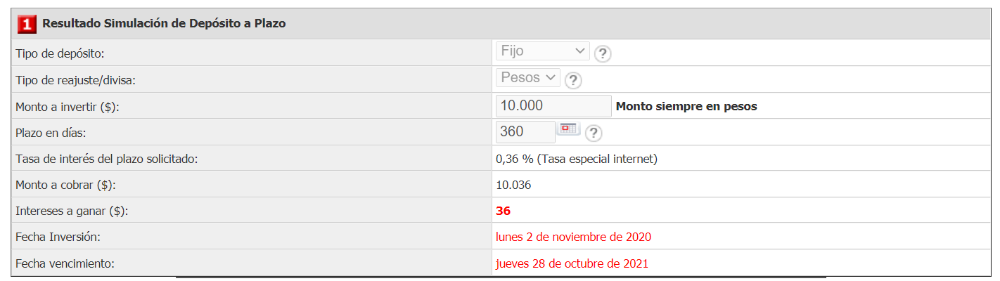 1 Resultado Simulación de Depósito a Plazo
Tipo de depósito: Fijo ?
Tipo de reajuste/divisa: Pesos ?
Monto a invertir ($): 10.000 Monto siempre en pesos
Plazo en días: 360 ?
Tasa de interés del plazo solicitado: 0,36 % (Tasa especial internet)
Monto a cobrar ($): 10.036
Intereses a ganar ($): 36
Fecha Inversión: lunes 2 de noviembre de 2020
Fecha vencimiento: jueves 28 de octubre de 2021